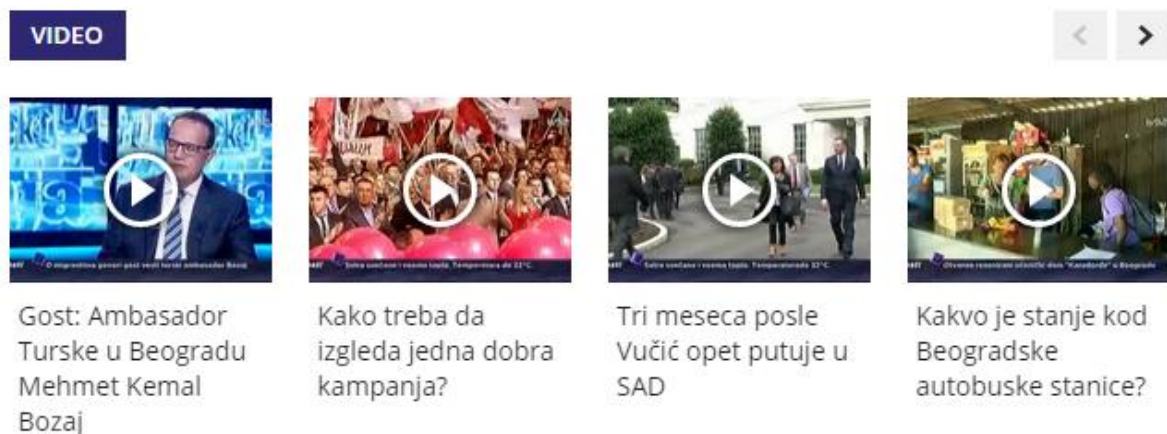 VIDEO
Gost: Ambasador
Turske u Beogradu
Mehmet Kemal
Bozaj
Kako treba da
izgleda jedna dobra
kampanja?
Tri meseca posle
Vučić opet putuje u
SAD
Kakvo je stanje kod
Beogradske
autobuske stanice?